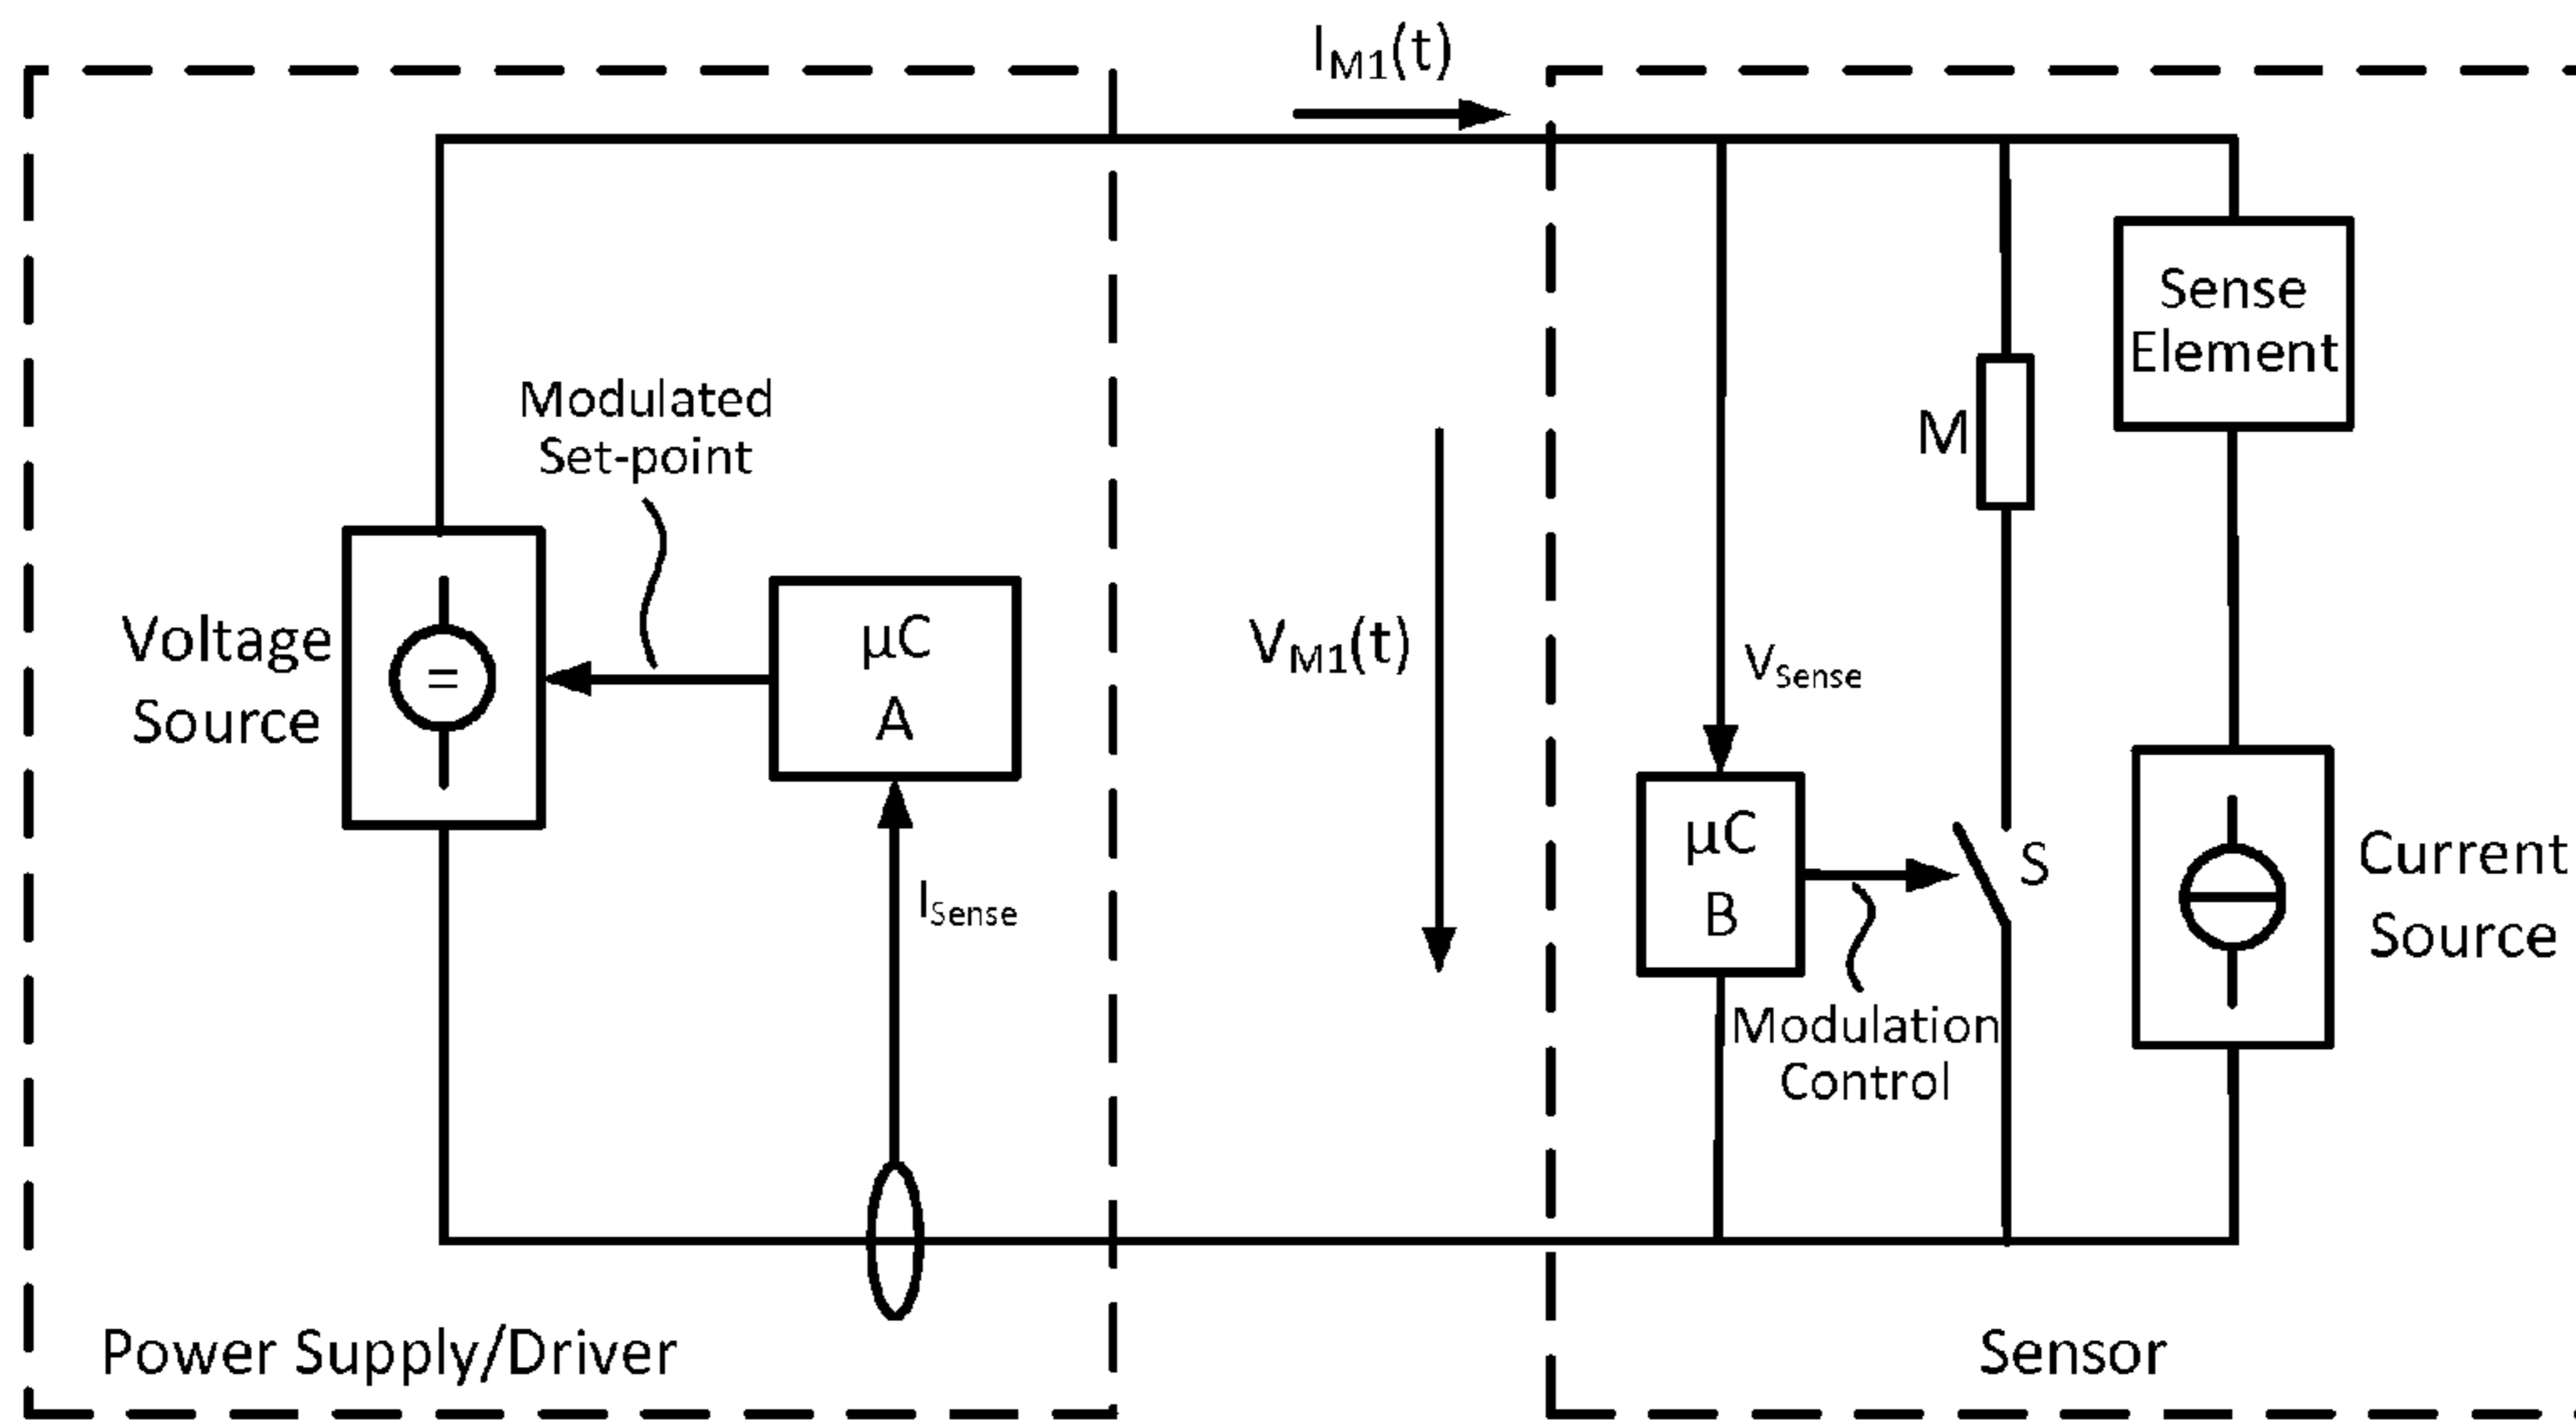 I_M1(t)
Modulated
Set-point
Voltage
Source
=
µC
A
I_Sense
V_M1(t)
V_Sense
µC
B
Modulation
Control
M
S
Sense
Element
Current
Source
Power Supply/Driver
Sensor